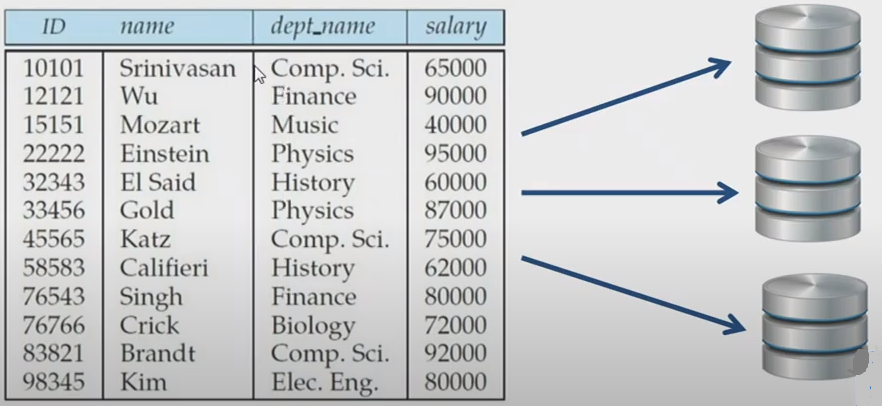 ID name dept_name salary
10101 Srinivasan Comp. Sci. 65000
12121 Wu Finance 90000
15151 Mozart Music 40000
22222 Einstein Physics 95000
32343 El Said History 60000
33456 Gold Physics 87000
45565 Katz Comp. Sci. 75000
58583 Califieri History 62000
76543 Singh Finance 80000
76766 Crick Biology 72000
83821 Brandt Comp. Sci. 92000
98345 Kim Elec. Eng. 80000